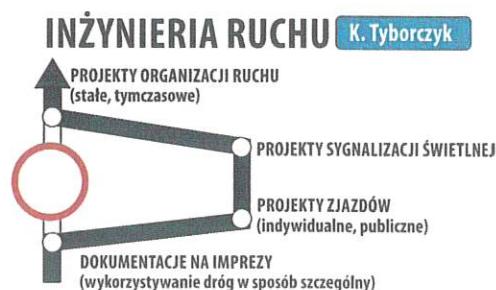 INŻYNIERIA RUCHU K. Tyborczyk
PROJEKTY ORGANIZACJI RUCHU
(stałe, tymczasowe)
PROJEKTY SYGNALIZACJI ŚWIETLNEJ
PROJEKTY ZJAZDÓW
(indywidualne, publiczne)
DOKUMENTACJE NA IMPREZY
(wykorzystywanie dróg w sposób szczególny)